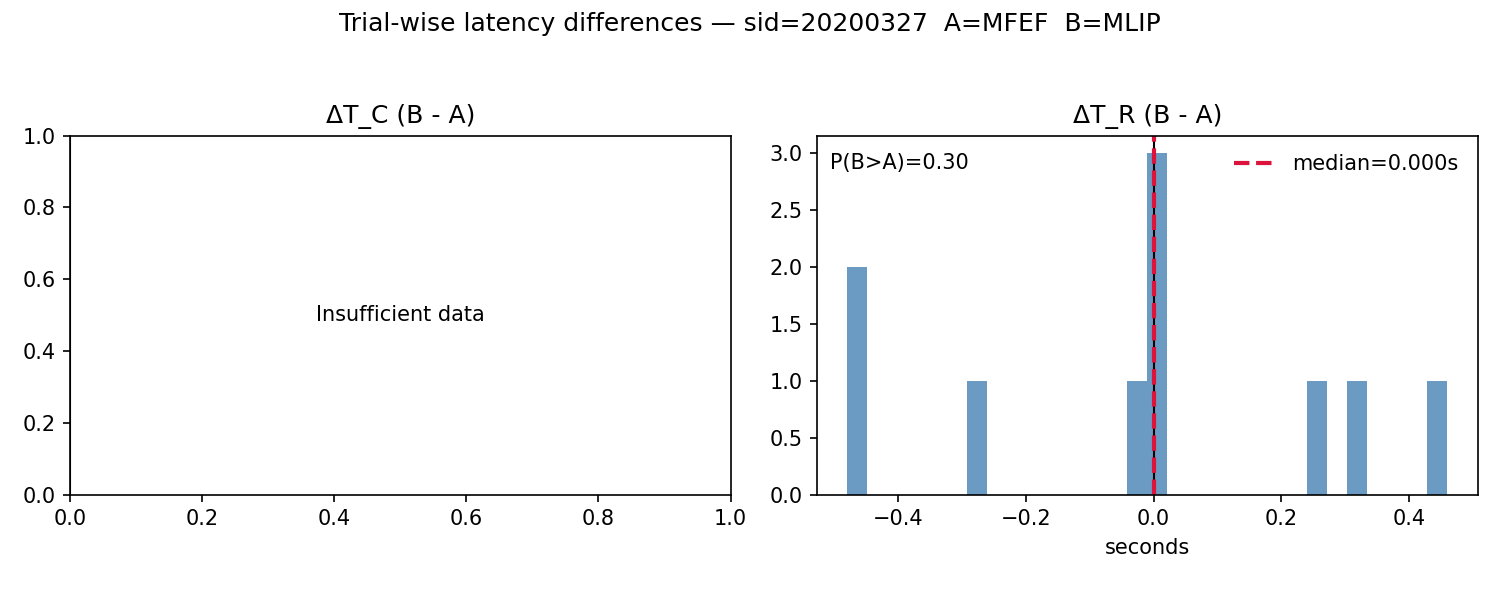 Trial-wise latency differences — sid=20200327  A=MFEF  B=MLIP
ΔT_C (B - A)
1.0
0.8
0.6
0.4
0.2
0.0
Insufficient data
0.0 0.2 0.4 0.6 0.8 1.0
ΔT_R (B - A)
3.0
2.5
2.0
1.5
1.0
0.5
0.0
P(B>A)=0.30
median=0.000s
−0.4 −0.2 0.0 0.2 0.4
seconds